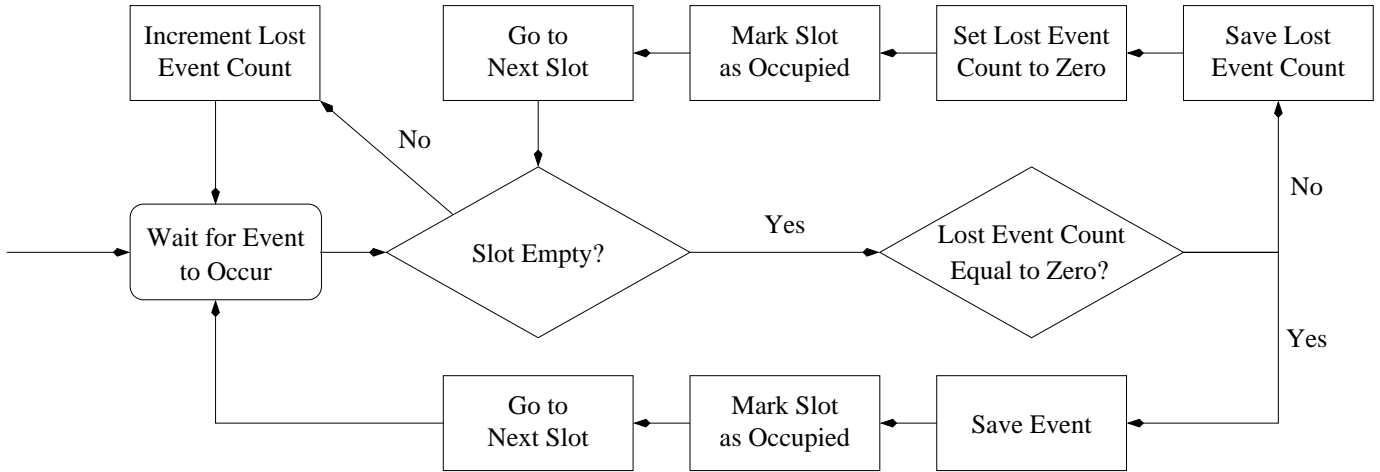 Increment Lost
Event Count
Go to
Next Slot
Mark Slot
as Occupied
Set Lost Event
Count to Zero
Save Lost
Event Count
No
No
Wait for Event
to Occur
Slot Empty?
Yes
Lost Event Count
Equal to Zero?
Yes
Go to
Next Slot
Mark Slot
as Occupied
Save Event